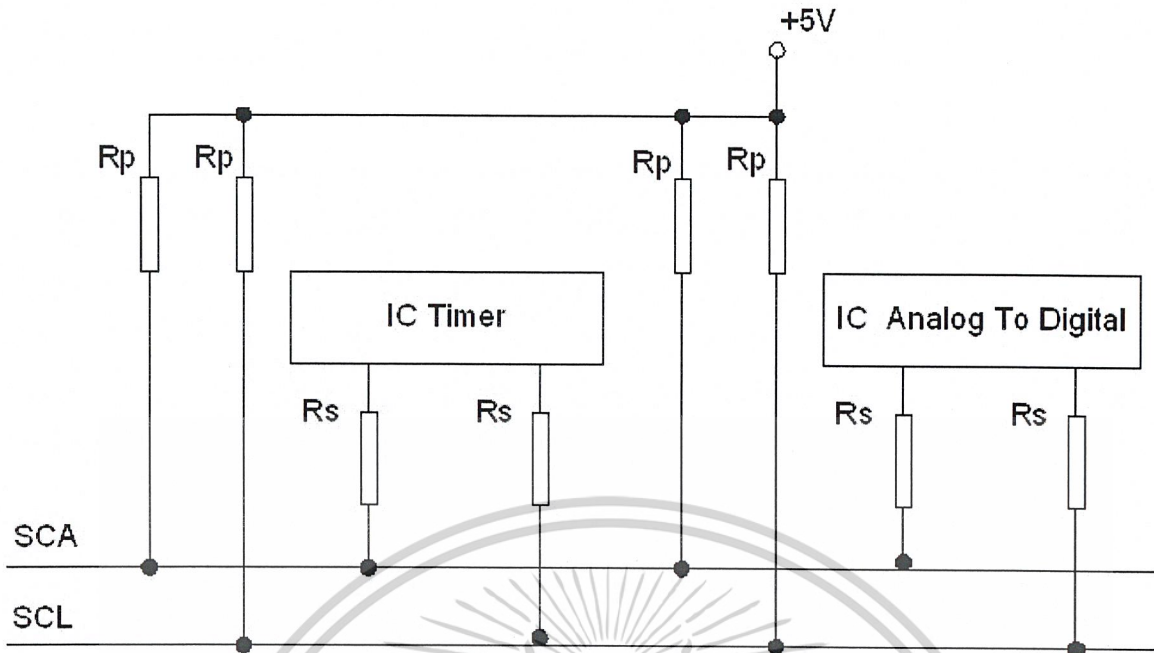 +5V
Rp Rp Rp Rp
IC Timer IC Analog To Digital
Rs Rs Rs Rs
SCA
SCL